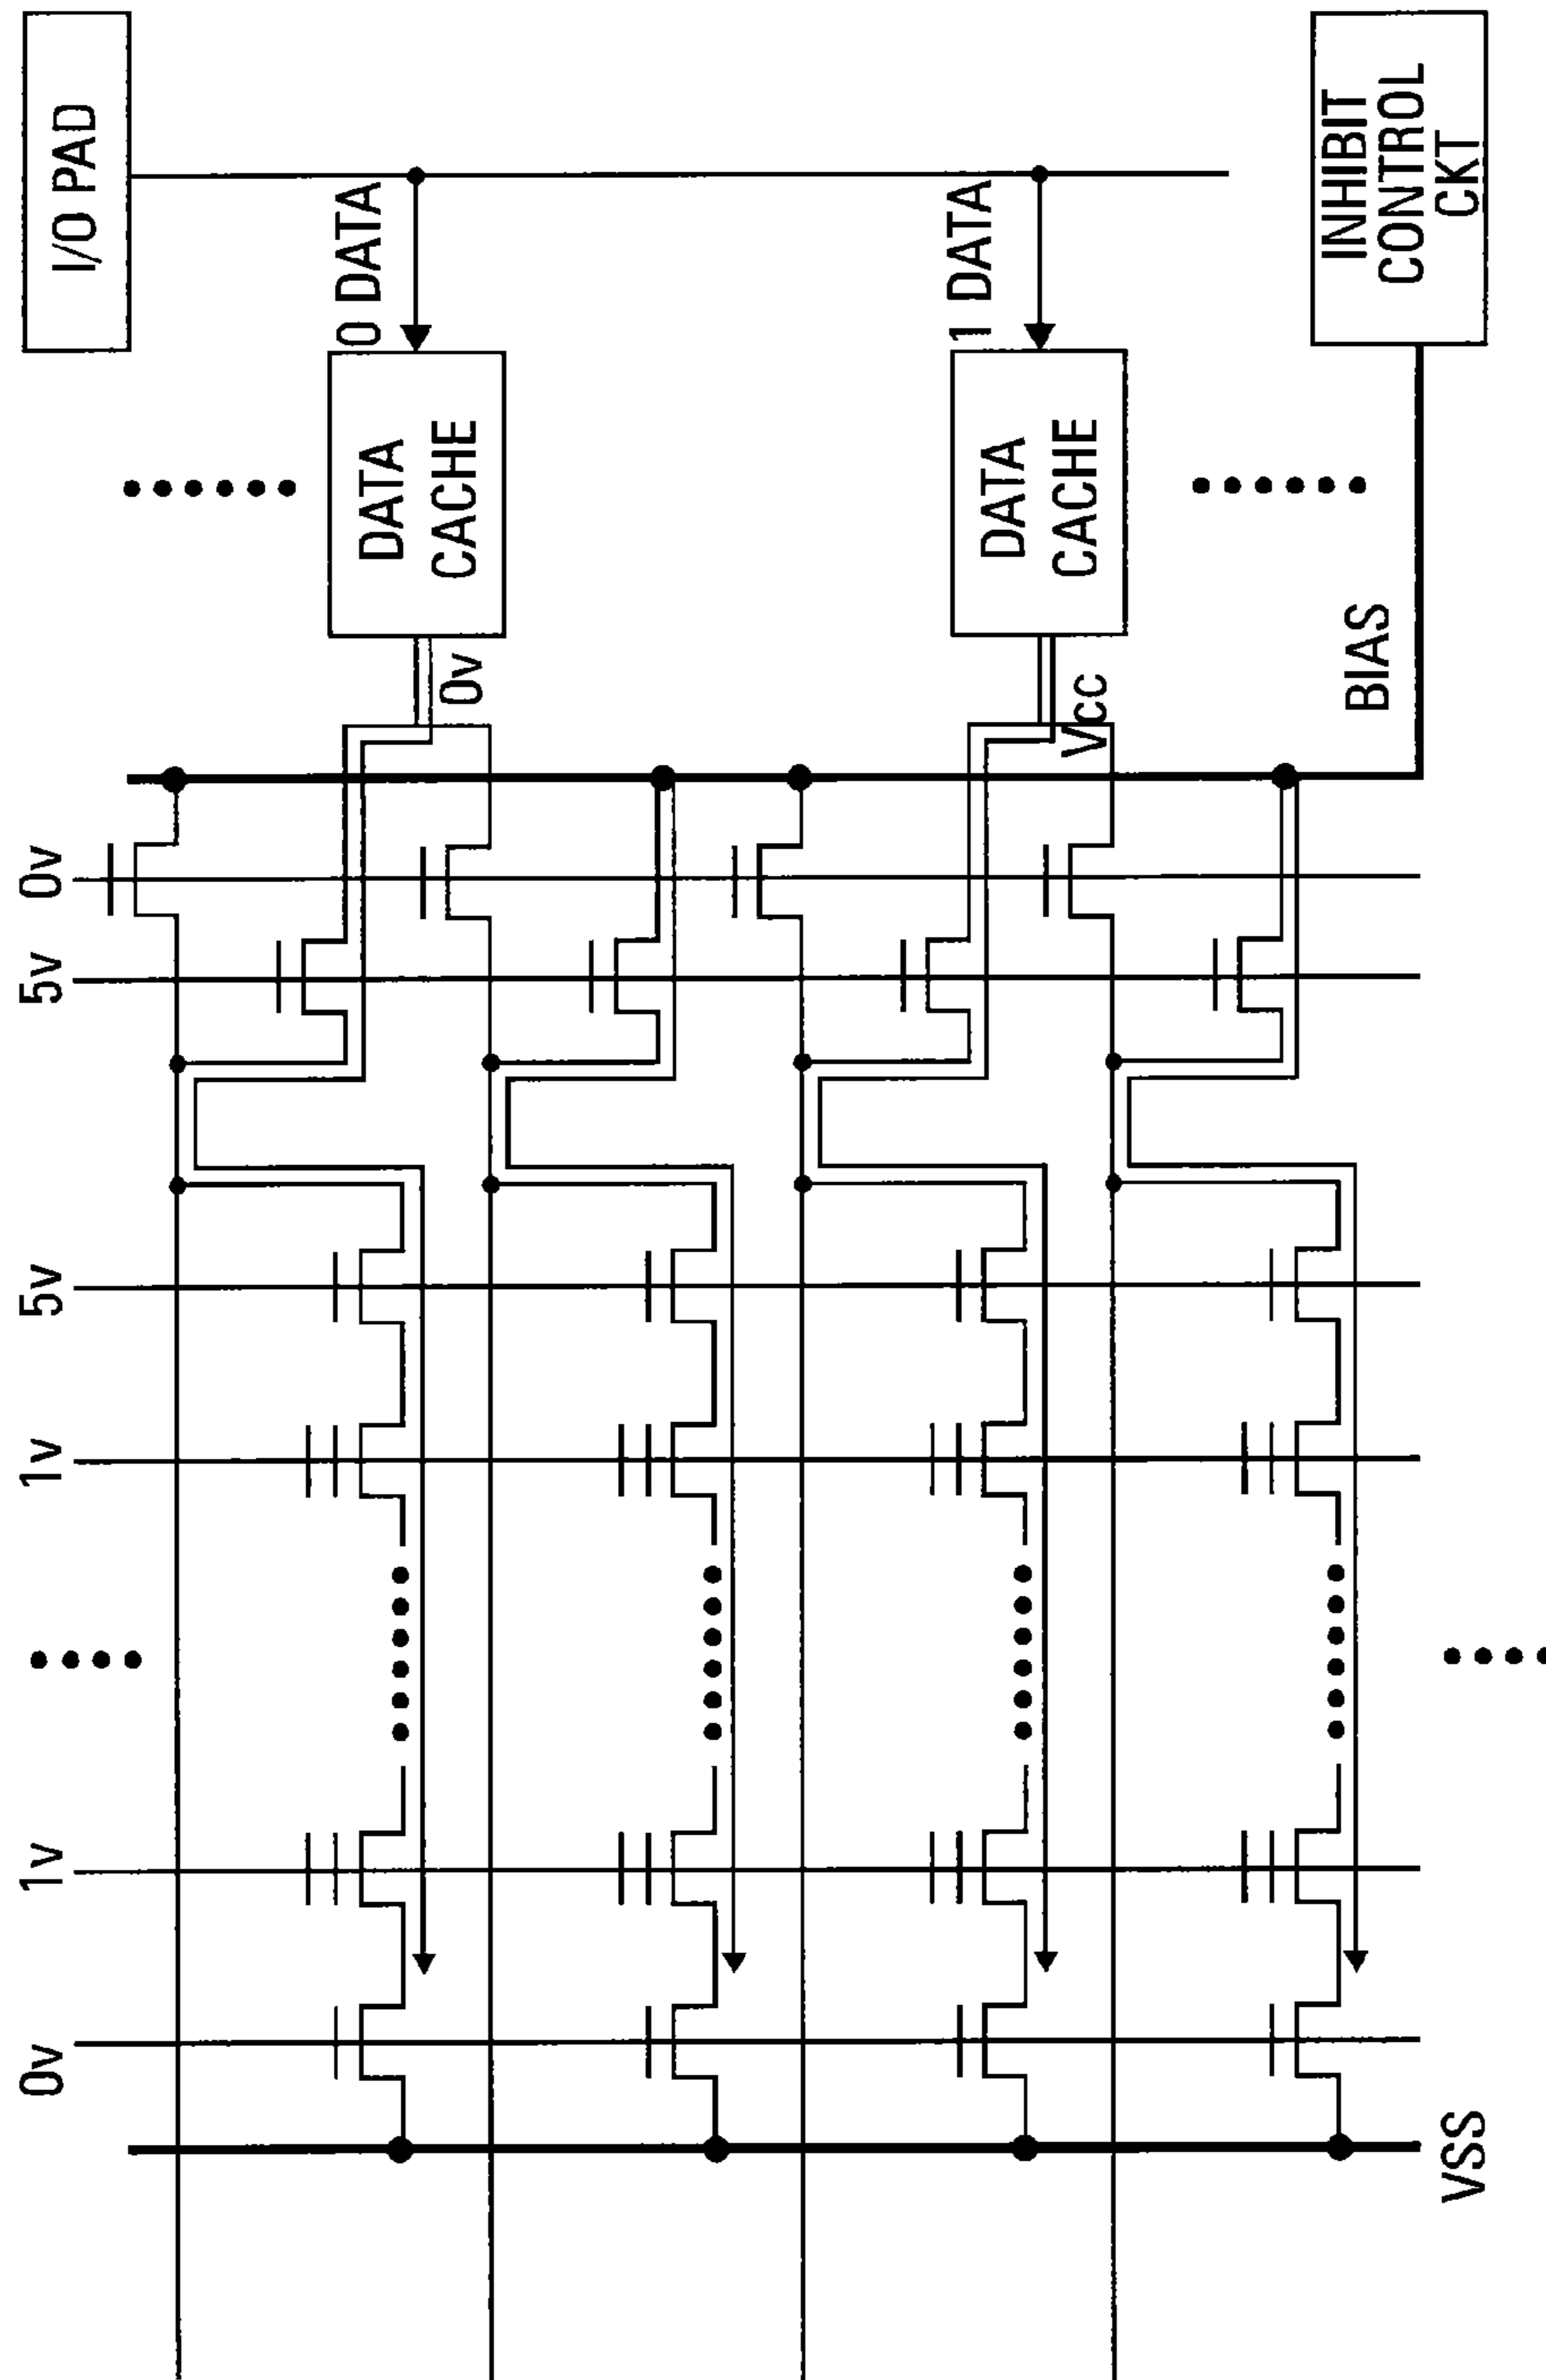 I/O PAD
0 DATA
1 DATA
INHIBIT
CONTROL
CKT
DATA
CACHE
DATA
CACHE
0v
Vcc
BIAS
0v
5v
5v
1v
1v
0v
VSS